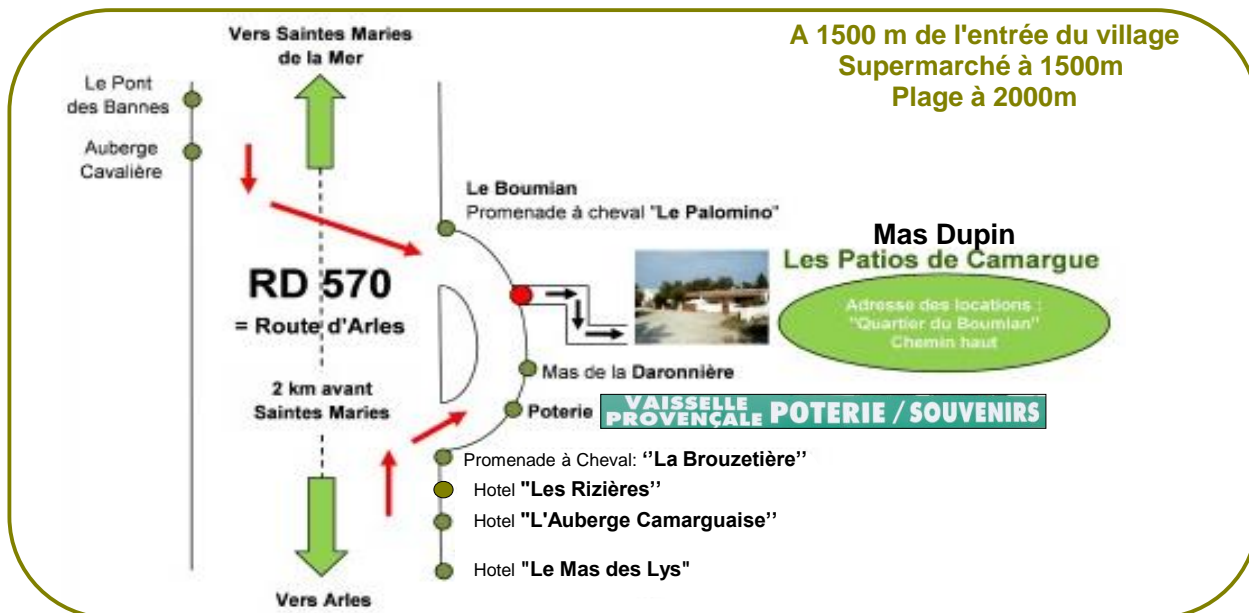 A 1500 m de l'entrée du village
Supermarché à 1500m
Plage à 2000m
Vers Saintes Maries
de la Mer
Le Pont
des Bannes
Auberge
Cavalière
Le Boumian
Promenade à cheval "Le Palomino"
Mas Dupin
Les Patios de Camargue
Adresse des locations :
"Quartier du Boumian"
Chemin haut
RD 570
= Route d'Arles
2 km avant
Saintes Maries
Mas de la Daronnière
Poterie
VAISSELLE
PROVENÇALE
POTERIE / SOUVENIRS
Promenade à Cheval: ‘’La Brouzetière’’
Hotel "Les Rizières’’
Hotel "L'Auberge Camarguaise’’
Hotel "Le Mas des Lys"
Vers Arles